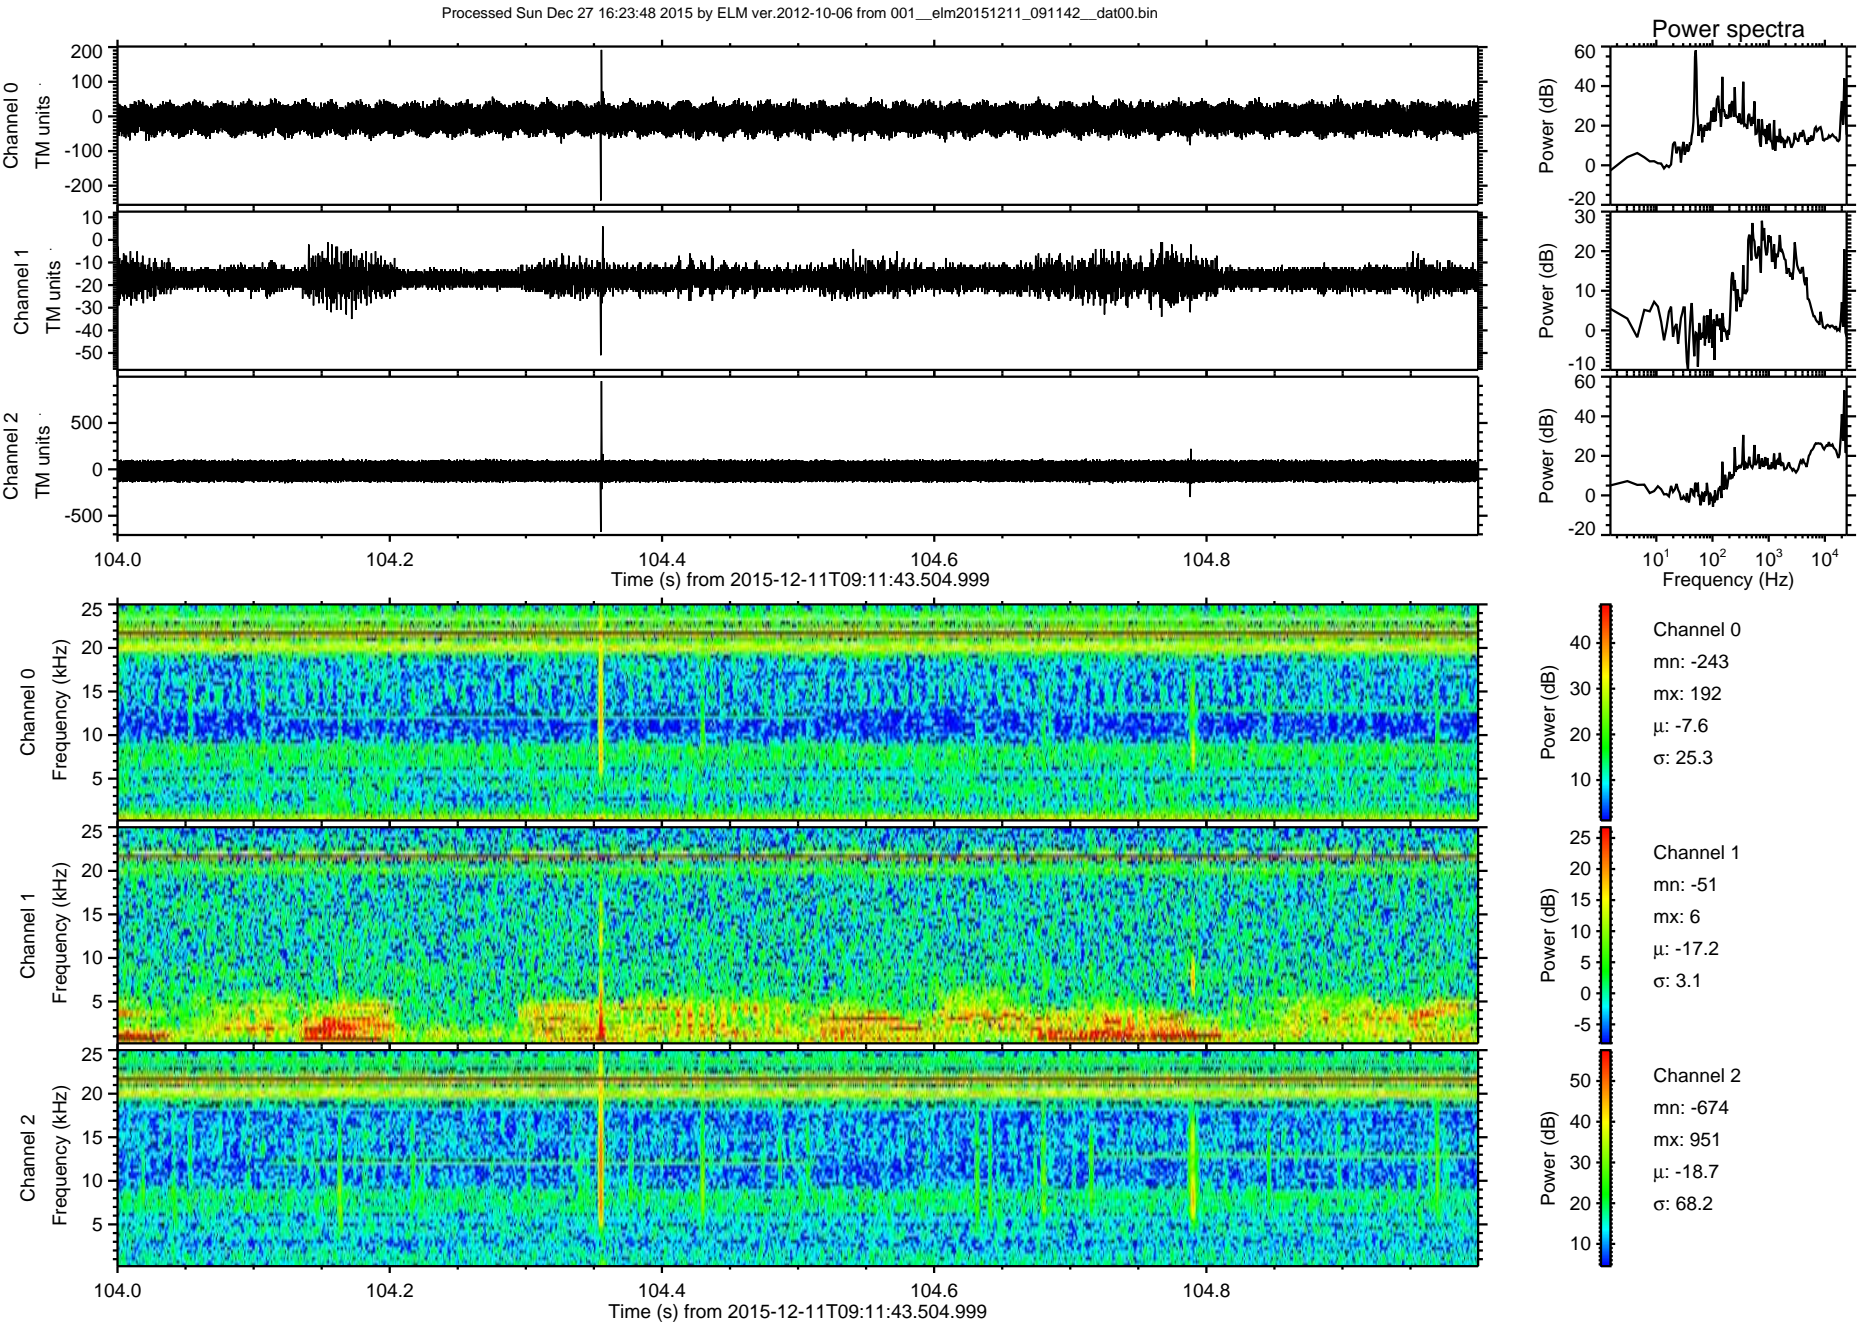 Processed Sun Dec 27 16:23:48 2015 by ELM ver.2012-10-06 from 001__elm20151211_091142__dat00.bin
Power spectra
Channel 0
TM units
200
100
0
-100
-200
Power (dB)
60
40
20
0
-20
Channel 1
TM units
10
0
-10
-20
-30
-40
-50
Power (dB)
30
20
10
0
-10
Channel 2
TM units
500
0
-500
Power (dB)
60
40
20
0
-20
104.0 104.2 104.4 104.6 104.8
Time (s) from 2015-12-11T09:11:43.504.999
10^1 10^2 10^3 10^4
Frequency (Hz)
Channel 0
Frequency (kHz)
25
20
15
10
5
Power (dB)
40
30
20
10
Channel 0
mn: -243
mx: 192
μ: -7.6
σ: 25.3
Channel 1
Frequency (kHz)
25
20
15
10
5
Power (dB)
25
20
15
10
5
0
-5
Channel 1
mn: -51
mx: 6
μ: -17.2
σ: 3.1
Channel 2
Frequency (kHz)
25
20
15
10
5
Power (dB)
50
40
30
20
10
Channel 2
mn: -674
mx: 951
μ: -18.7
σ: 68.2
104.0 104.2 104.4 104.6 104.8
Time (s) from 2015-12-11T09:11:43.504.999